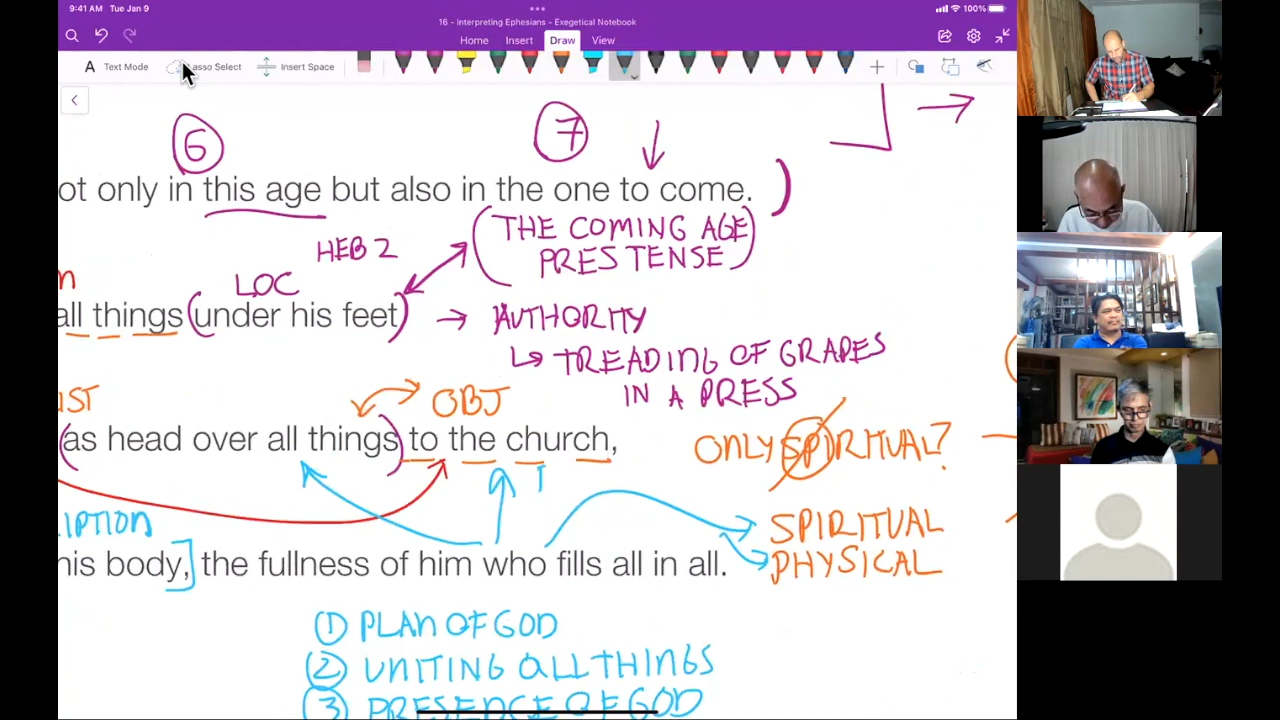 9:41 AM Tue Jan 9
100%
16 - interpreting Ephesians - Exegetical Notebook
Home Insert Draw View
A Text Mode Lasso Select Insert Space
6 7
ot only in this age but also in the one to come.
HEB 2
(THE COMING AGE
PRES TENSE)
LOC
all things (under his feet) → AUTHORITY
↳ TREADING OF GRAPES
IN A PRESS
OBJ
(as head over all things) to the church,
ONLY SPIRITUAL?
RIPTION
SPIRITUAL
his body,] the fullness of him who fills all in all.
PHYSICAL
① PLAN OF GOD
② UNITING ALL THINGS
③ PRESENCE OF GOD